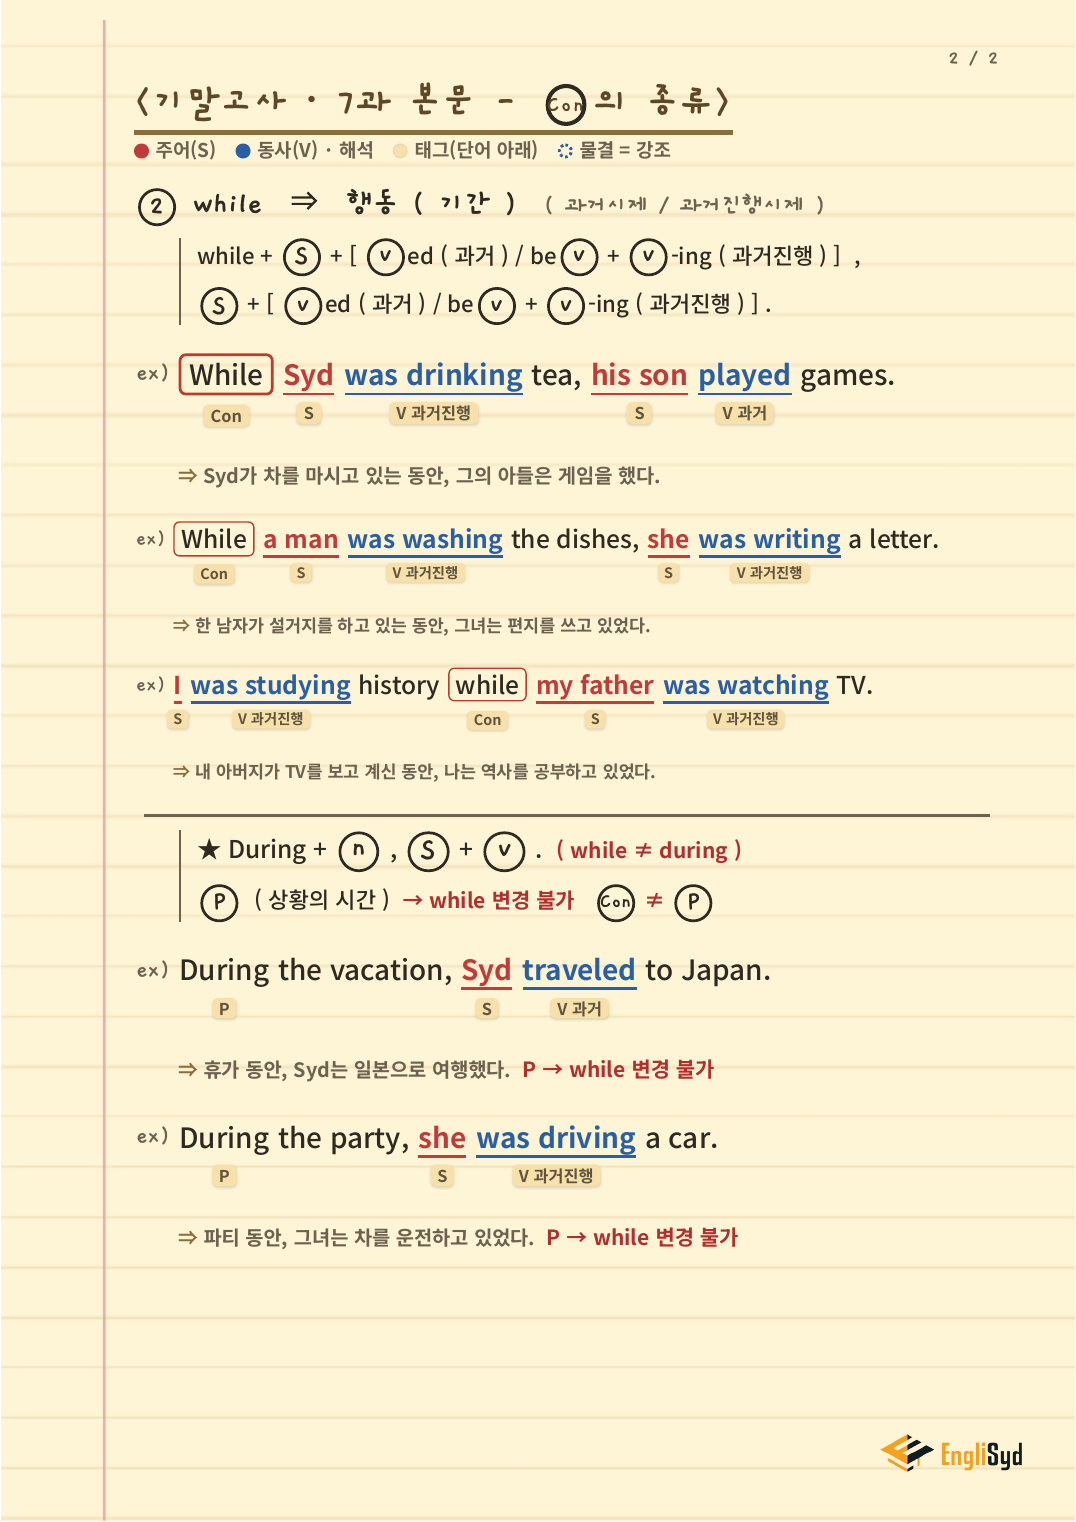 2 / 2
<기말고사 · 7과 본문 - Con의 종류>
주어(S) 동사(V) · 해석 태그(단어 아래) 물결 = 강조
2 while ⇒ 행동 ( 기간 ) ( 과거시제 / 과거진행시제 )
while + S + [ v ed ( 과거 ) / be v + v -ing ( 과거진행 ) ] ,
S + [ v ed ( 과거 ) / be v + v -ing ( 과거진행 ) ] .
ex) While Syd was drinking tea, his son played games.
Con S V 과거진행 S V 과거
⇒ Syd가 차를 마시고 있는 동안, 그의 아들은 게임을 했다.
ex) While a man was washing the dishes, she was writing a letter.
Con S V 과거진행 S V 과거진행
⇒ 한 남자가 설거지를 하고 있는 동안, 그녀는 편지를 쓰고 있었다.
ex) I was studying history while my father was watching TV.
S V 과거진행 Con S V 과거진행
⇒ 내 아버지가 TV를 보고 계신 동안, 나는 역사를 공부하고 있었다.
★ During + n , S + v . ( while ≠ during )
P ( 상황의 시간 ) → while 변경 불가 Con ≠ P
ex) During the vacation, Syd traveled to Japan.
P S V 과거
⇒ 휴가 동안, Syd는 일본으로 여행했다. P → while 변경 불가
ex) During the party, she was driving a car.
P S V 과거진행
⇒ 파티 동안, 그녀는 차를 운전하고 있었다. P → while 변경 불가
EngliSyd